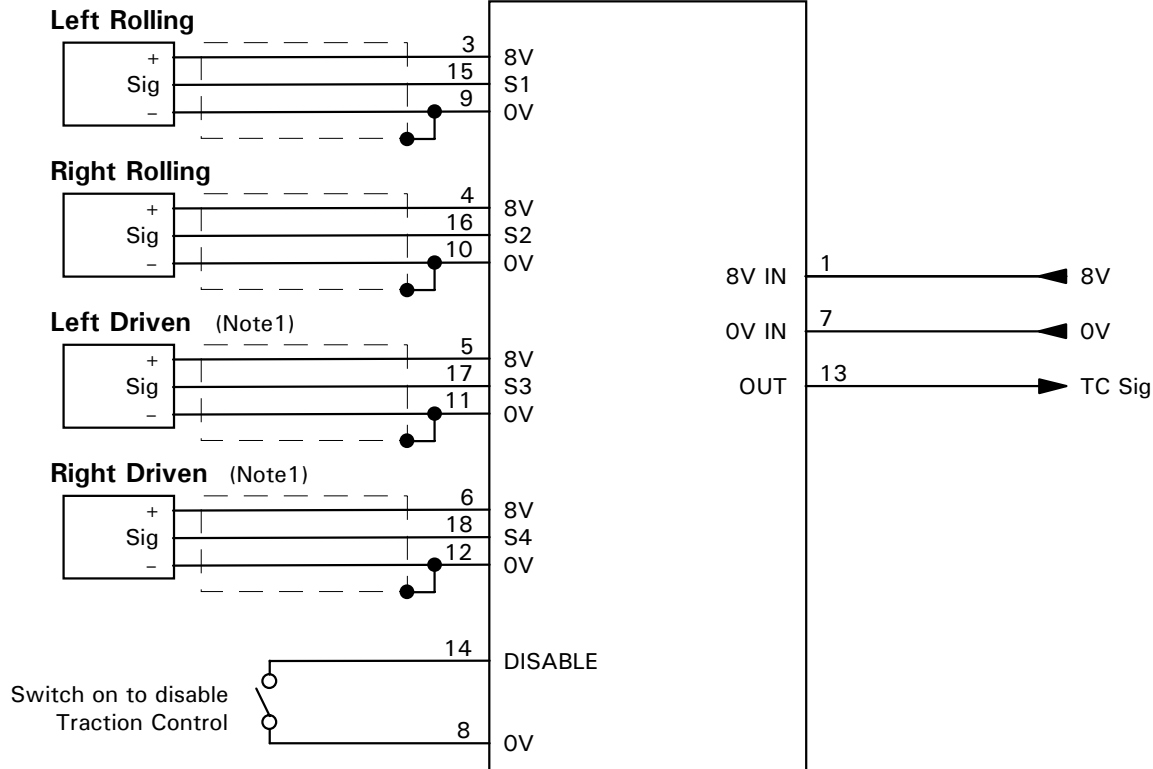 Left Rolling
+ 3 8V
Sig 15 S1
– 9 0V
Right Rolling
+ 4 8V
Sig 16 S2
– 10 0V
8V IN 1 8V
Left Driven (Note1)
0V IN 7 0V
+ 5 8V
Sig 17 S3
OUT 13 TC Sig
– 11 0V
Right Driven (Note1)
+ 6 8V
Sig 18 S4
– 12 0V
14 DISABLE
Switch on to disable
Traction Control
8 0V